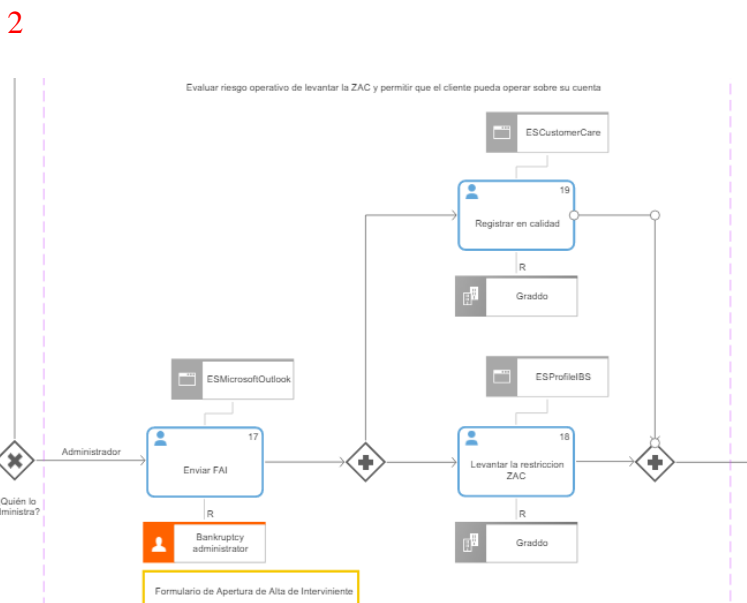 2
Evaluar riesgo operativo de levantar la ZAC y permitir que el cliente pueda operar sobre su cuenta
ESCustomerCare
19
Registrar en calidad
R
Graddo
ESMicrosoftOutlook
ESProfileIBS
Administrador
17
Enviar FAI
18
Levantar la restriccion
ZAC
Quién lo
ministra?
R
Bankruptcy
administrator
R
Graddo
Formulario de Apertura de Alta de Interviniente